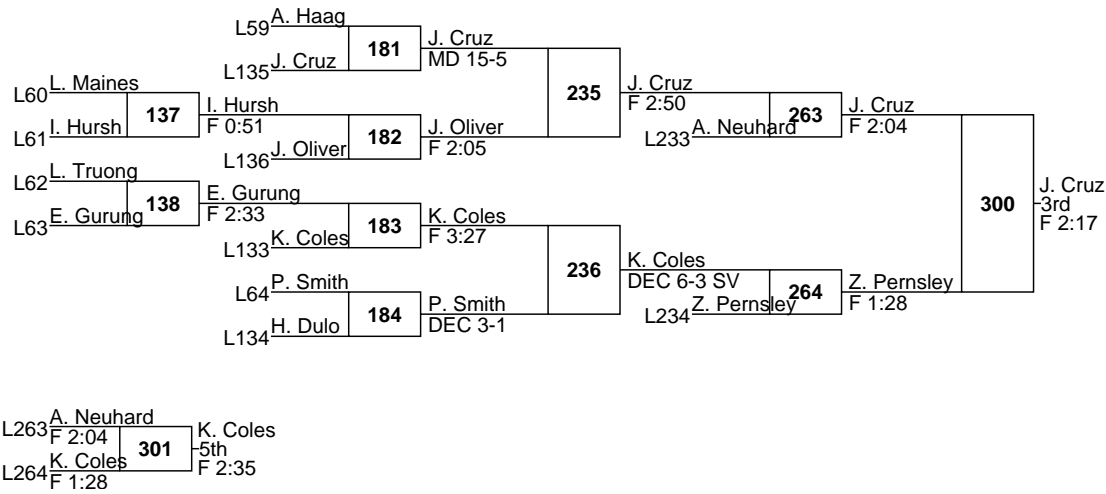 L59 A. Haag
181
J. Cruz
MD 15-5
L135 J. Cruz
L60 L. Maines
137
I. Hursh
F 0:51
L61 I. Hursh
182
J. Oliver
F 2:05
L136 J. Oliver
235
J. Cruz
F 2:50
L233 A. Neuhard
263
J. Cruz
F 2:04
L62 L. Truong
138
E. Gurung
F 2:33
L63 E. Gurung
183
K. Coles
F 3:27
L133 K. Coles
L64 P. Smith
184
P. Smith
DEC 3-1
L134 H. Dulo
236
K. Coles
DEC 6-3 SV
L234 Z. Pernsley
264
Z. Pernsley
F 1:28
300
J. Cruz
3rd
F 2:17
L263 A. Neuhard
F 2:04
301
K. Coles
5th
F 2:35
L264 K. Coles
F 1:28